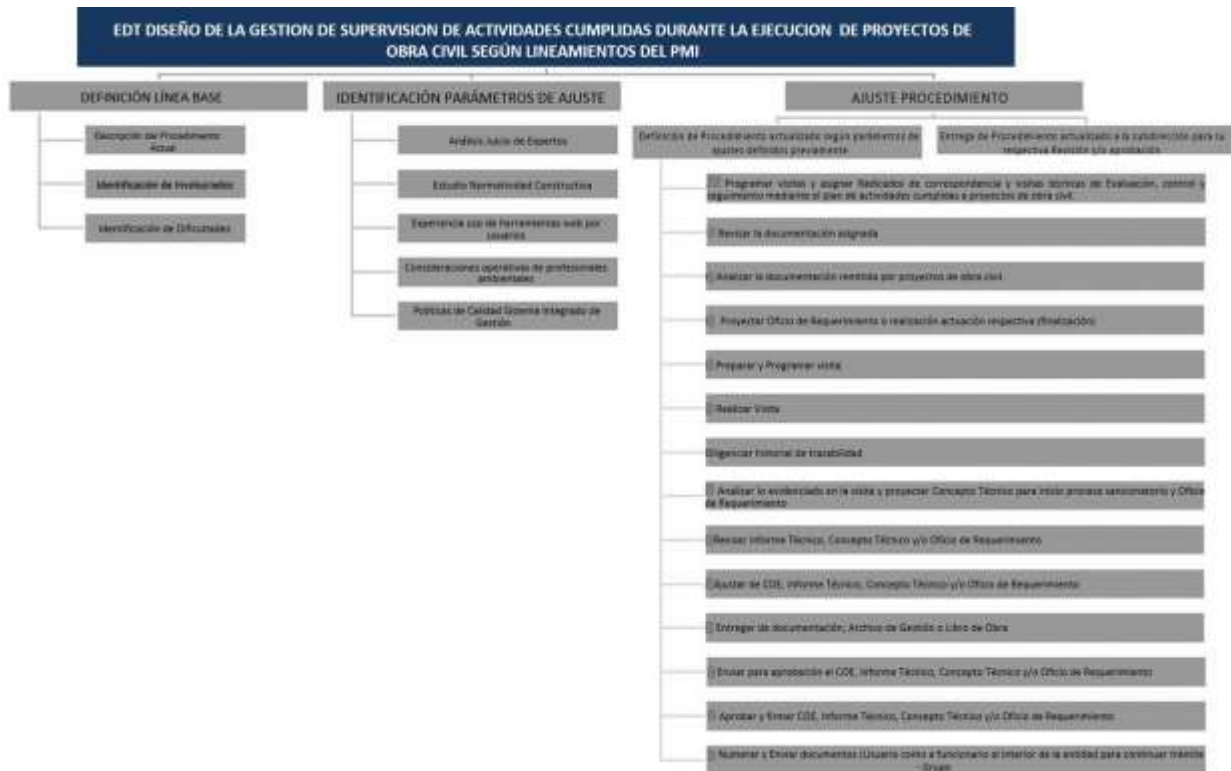 EDT DISEÑO DE LA GESTION DE SUPERVISION DE ACTIVIDADES CUMPLIDAS DURANTE LA EJECUCION DE PROYECTOS DE
OBRA CIVIL SEGÚN LINEAMIENTOS DEL PMI
DEFINICIÓN LÍNEA BASE
Descripción de Procedimiento
Actual
Identificación de Involucrados
Identificación de Dificultades
IDENTIFICACIÓN PARÁMETROS DE AJUSTE
Análisis Juicio de Expertos
Estudio Normatividad Constructiva
Experiencia uso de herramientas web por
usuarios
Consideraciones operativas de profesionales
ambientales
Políticas de Calidad Sistema Integrado de
Gestión
AJUSTE PROCEDIMIENTO
Definición de Procedimiento actualizado según parámetros de
ajustes definidos previamente
Entrega de Procedimiento actualizado a la subdirección para su
respectiva Revisión y/o aprobación
Programar visitas y asignar Radicados de correspondencia y visitas técnicas de Evaluación, control y
seguimiento mediante el plan de actividades cumplidas a proyectos de obra civil.
Revisar la documentación asignada
Analizar la documentación remitida por proyectos de obra civil
Proyectar Oficio de Requerimiento o realización actuación respectiva (finalización)
Preparar y Programar visita
Realizar Visita
Diligenciar historial de trazabilidad
Analizar lo evidenciado en la visita y proyectar Concepto Técnico para inicio proceso sancionatorio y Oficio
de Requerimiento
Revisar Informe Técnico, Concepto Técnico y/o Oficio de Requerimiento
Ajustar de CDE, Informe Técnico, Concepto Técnico y/o Oficio de Requerimiento
Entregar de documentación; Archivo de Gestión o Libro de Obra
Enviar para aprobación el CDE, Informe Técnico, Concepto Técnico y/o Oficio de Requerimiento
Aprobar y firmar CDE, Informe Técnico, Concepto Técnico y/o Oficio de Requerimiento
Numerar y Enviar documentos (Usuario como a funcionario al interior de la entidad para continuar trámite
- Grupo